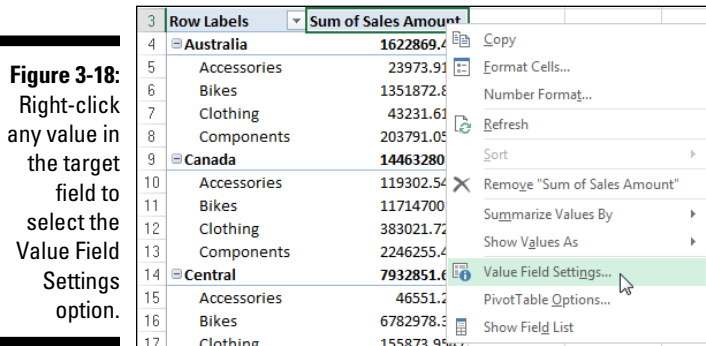 Figure 3-18:
Right-click
any value in
the target
field to
select the
Value Field
Settings
option.
3 Row Labels Sum of Sales Amount
4 Australia 1622869.4
5 Accessories 23973.91
6 Bikes 1351872.8
7 Clothing 43231.61
8 Components 203791.05
9 Canada 14463280
10 Accessories 119302.54
11 Bikes 11714700
12 Clothing 383021.72
13 Components 2246255.4
14 Central 7932851.6
15 Accessories 46551.2
16 Bikes 6782978.3
17 Clothing 155873.9547
Copy
Format Cells...
Number Format...
Refresh
Sort
Remove "Sum of Sales Amount"
Summarize Values By
Show Values As
Value Field Settings...
PivotTable Options...
Show Field List